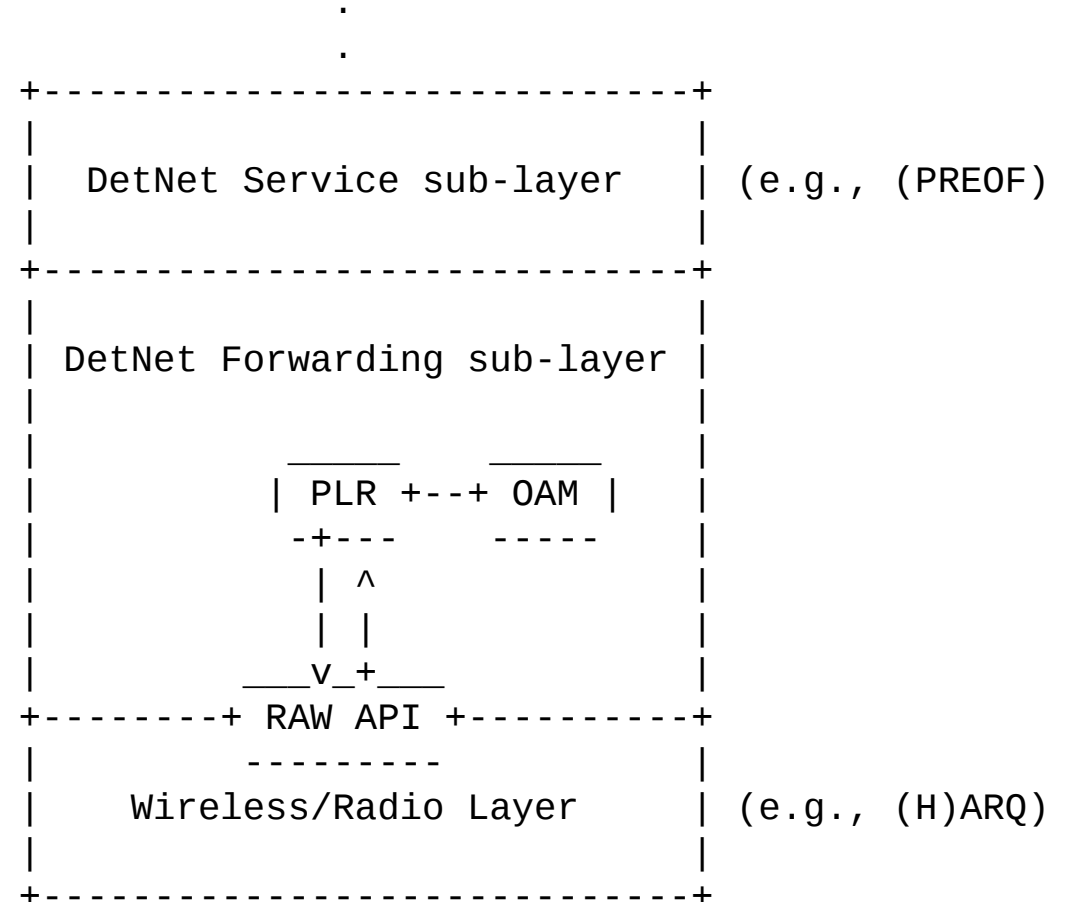 DetNet Service sub-layer (e.g., (PREOF)
DetNet Forwarding sub-layer
PLR OAM
RAW API
Wireless/Radio Layer (e.g., (H)ARQ)